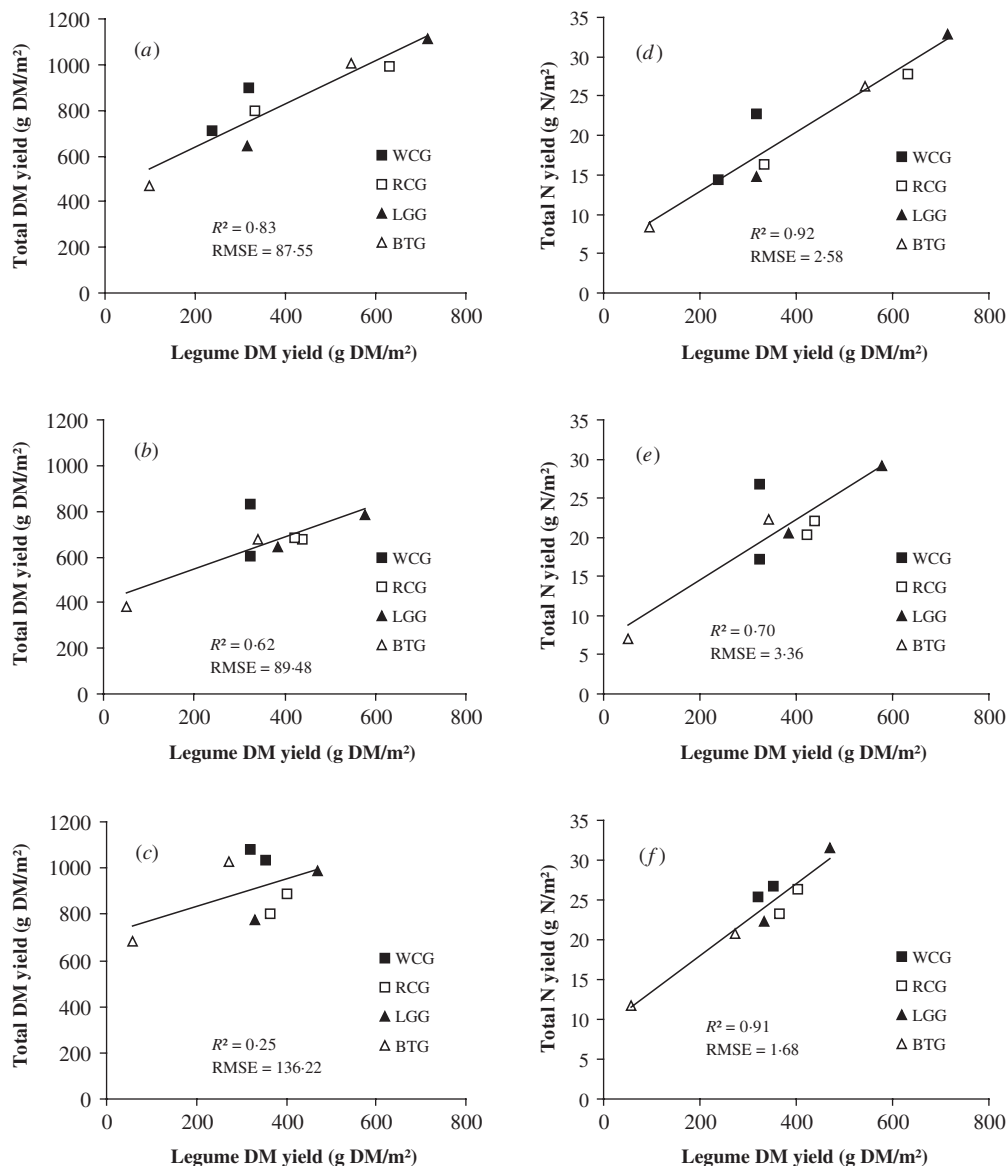 1200
1000
800
600
400
200
0
Total DM yield (g DM/m²)
(a)
WCG
RCG
LGG
BTG
R² = 0·83
RMSE = 87·55
0 200 400 600 800
Legume DM yield (g DM/m²)
35
30
25
20
15
10
5
0
Total N yield (g N/m²)
(d)
WCG
RCG
LGG
BTG
R² = 0·92
RMSE = 2·58
0 200 400 600 800
Legume DM yield (g DM/m²)
1200
1000
800
600
400
200
0
Total DM yield (g DM/m²)
(b)
WCG
RCG
LGG
BTG
R² = 0·62
RMSE = 89·48
0 200 400 600 800
Legume DM yield (g DM/m²)
35
30
25
20
15
10
5
0
Total N yield (g N/m²)
(e)
WCG
RCG
LGG
BTG
R² = 0·70
RMSE = 3·36
0 200 400 600 800
Legume DM yield (g DM/m²)
1200
1000
800
600
400
200
0
Total DM yield (g DM/m²)
(c)
WCG
RCG
LGG
BTG
R² = 0·25
RMSE = 136·22
0 200 400 600 800
Legume DM yield (g DM/m²)
35
30
25
20
15
10
5
0
Total N yield (g N/m²)
(f)
WCG
RCG
LGG
BTG
R² = 0·91
RMSE = 1·68
0 200 400 600 800
Legume DM yield (g DM/m²)